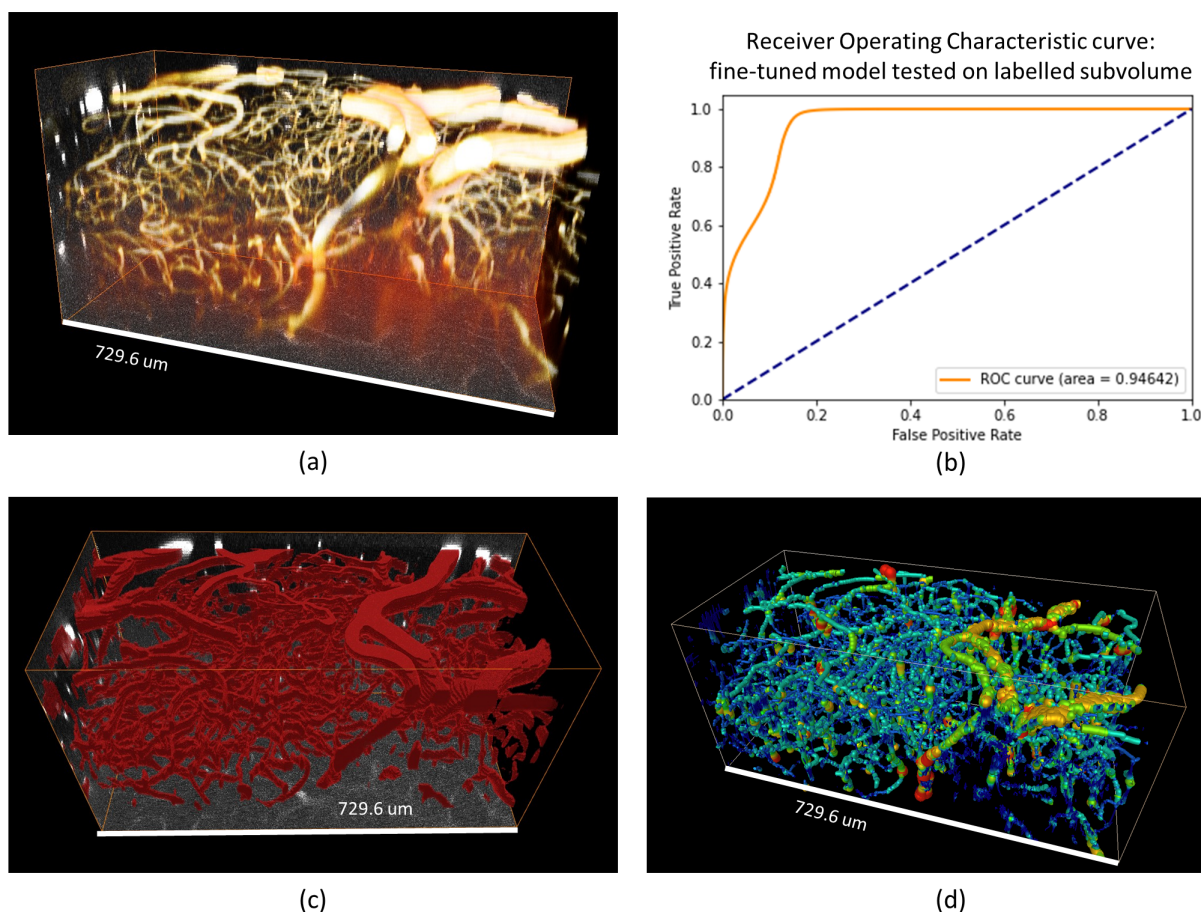 729.6 um
(a)
Receiver Operating Characteristic curve:
fine-tuned model tested on labelled subvolume
1.0
0.8
0.6
0.4
0.2
0.0
True Positive Rate
ROC curve (area = 0.94642)
0.0 0.2 0.4 0.6 0.8 1.0
False Positive Rate
(b)
729.6 um
(c)
729.6 um
(d)